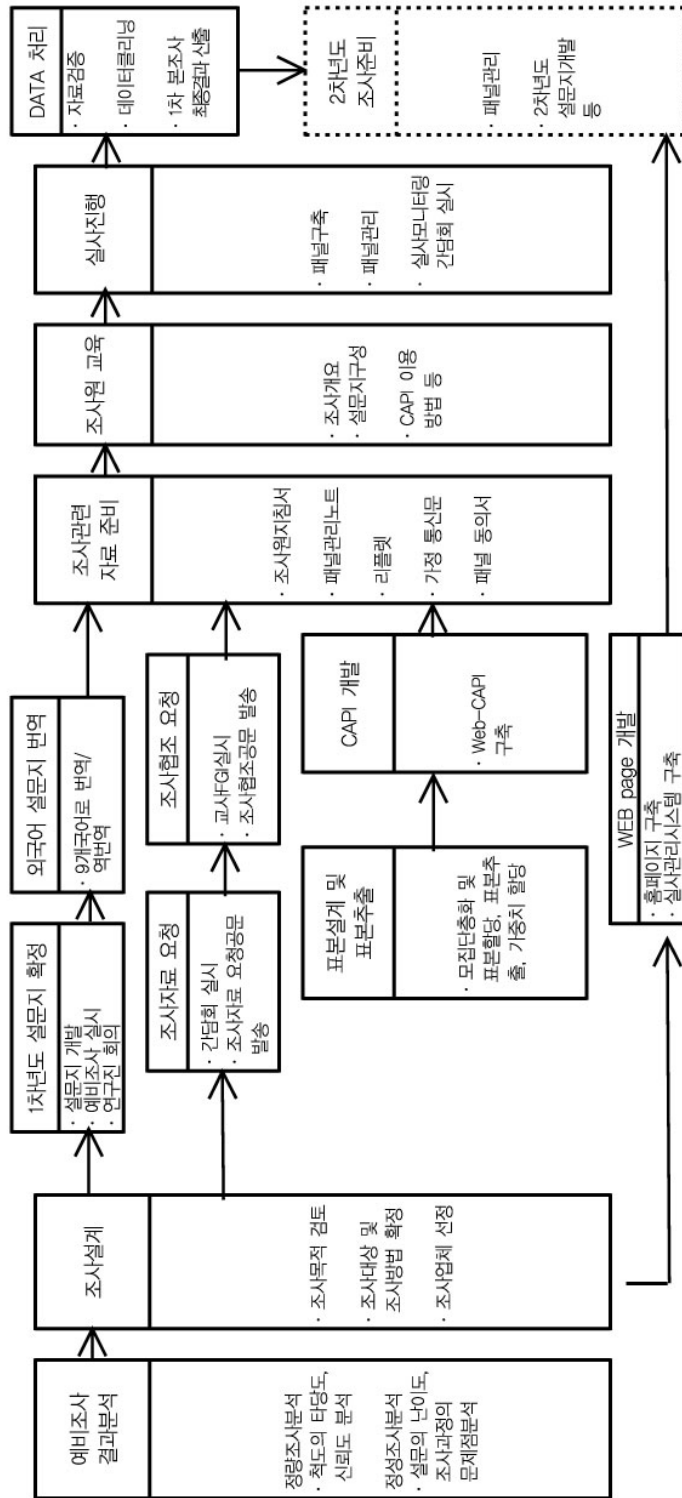 예비조사
결과분석
정량조사분석
· 척도의 타당도,
신뢰도 분석
정성조사분석
· 설문의 난이도,
조사과정의
문제점분석
조사설계
· 조사목적 검토
· 조사대상 및
조사방법 확정
· 조사업체 선정
1차년도 설문지 확정
· 설문지 개발
· 예비조사 실시
· 연구진 회의
외국어 설문지 번역
· 9개국어로 번역/
역번역
조사자료 요청
· 간담회 실시
· 조사자료 요청공문
발송
조사협조 요청
· 교사FGI실시
· 조사협조공문 발송
표본설계 및
표본추출
· 모집단층화 및
표본할당, 표본추
출, 가중치 할당
CAPI 개발
· Web-CAPI
구축
WEB page 개발
· 홈페이지 구축
· 실사관리시스템 구축
조사관련
자료 준비
· 조사원지침서
· 패널관리노트
· 리플렛
· 가정 통신문
· 패널 동의서
조사원 교육
· 조사개요
· 설문지구성
· CAPI 이용
방법 등
실사진행
· 패널구축
· 패널관리
· 실사모니터링
간담회 실시
DATA 처리
· 자료검증
· 데이터클리닝
· 1차 본조사
최종결과 산출
2차년도
조사준비
· 패널관리
· 2차년도
설문지개발
등